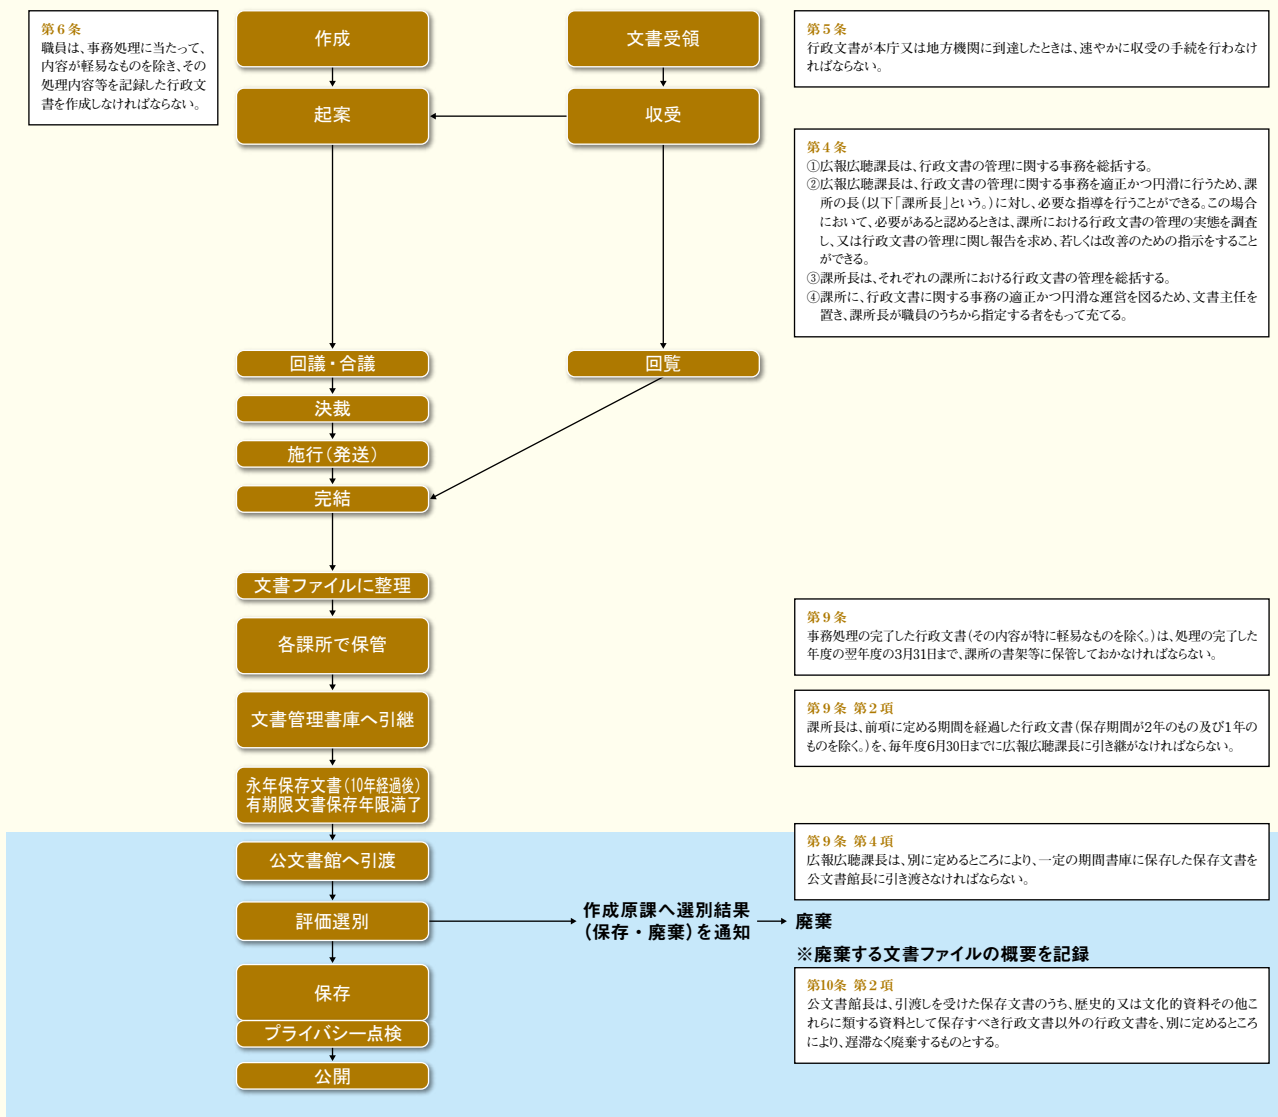 第6条
職員は、事務処理に当たって、
内容が軽易なものを除き、その
処理内容等を記録した行政文
書を作成しなければならない。
作成
文書受領
第5条
行政文書が本庁又は地方機関に到達したときは、速やかに収受の手続を行わなけ
ればならない。
起案
収受
第4条
①広報広聴課長は、行政文書の管理に関する事務を総括する。
②広報広聴課長は、行政文書の管理に関する事務を適正かつ円滑に行うため、課
所の長(以下「課所長」という。)に対し、必要な指導を行うことができる。この場合
において、必要があると認めるときは、課所における行政文書の管理の実態を調査
し、又は行政文書の管理に関し報告を求め、若しくは改善のための指示をすること
ができる。
③課所長は、それぞれの課所における行政文書の管理を総括する。
④課所に、行政文書に関する事務の適正かつ円滑な運営を図るため、文書主任を
置き、課所長が職員のうちから指定する者をもって充てる。
回議・合議
回覧
決裁
施行(発送)
完結
文書ファイルに整理
各課所で保管
第9条
事務処理の完了した行政文書(その内容が特に軽易なものを除く。)は、処理の完了した
年度の翌年度の3月31日まで、課所の書架等に保管しておかなければならない。
文書管理書庫へ引継
第9条 第2項
課所長は、前項に定める期間を経過した行政文書(保存期間が2年のもの及び1年の
ものを除く。)を、毎年度6月30日までに広報広聴課長に引き継がなければならない。
永年保存文書(10年経過後)
有期限文書保存年限満了
公文書館へ引渡
第9条 第4項
広報広聴課長は、別に定めるところにより、一定の期間書庫に保存した保存文書を
公文書館長に引き渡さなければならない。
評価選別
作成原課へ選別結果
(保存・廃棄)を通知
廃棄
※廃棄する文書ファイルの概要を記録
保存
プライバシー点検
公開
第10条 第2項
公文書館長は、引渡しを受けた保存文書のうち、歴史的又は文化的資料その他こ
れらに類する資料として保存すべき行政文書以外の行政文書を、別に定めるところ
により、遅滞なく廃棄するものとする。